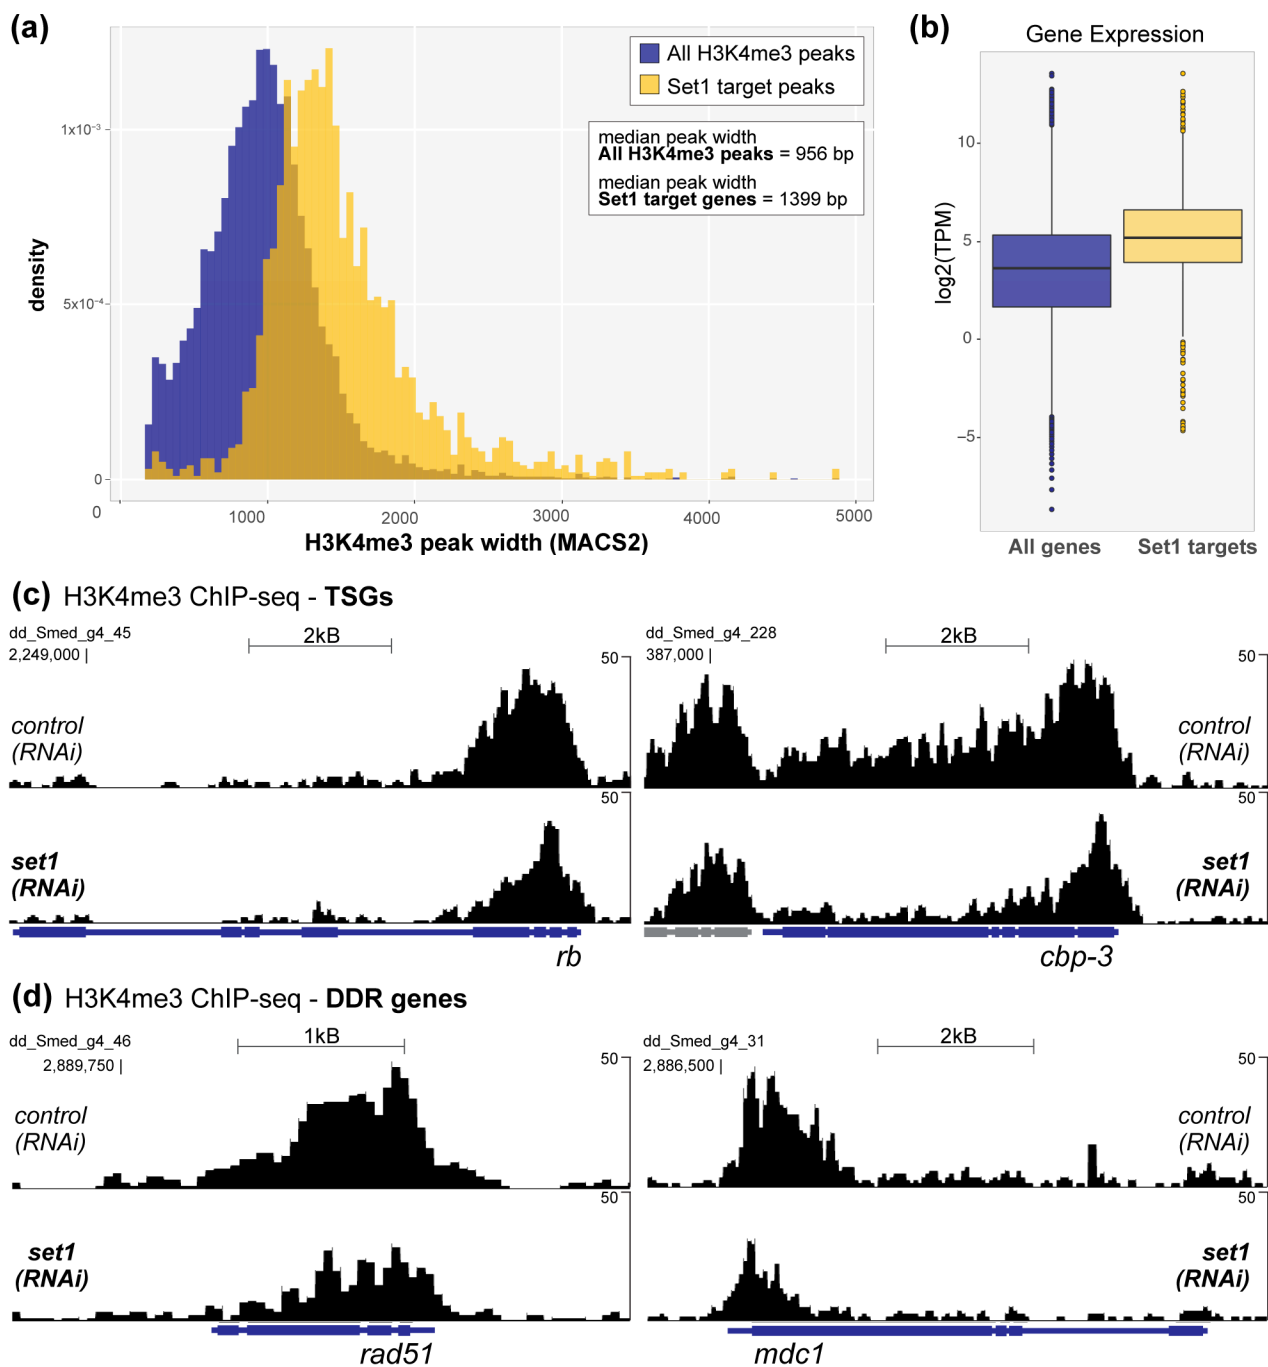 (a)
All H3K4me3 peaks
Set1 target peaks
median peak width
All H3K4me3 peaks = 956 bp
median peak width
Set1 target genes = 1399 bp
density
1x10⁻³
5x10⁻⁴
0
0
1000
2000
3000
4000
5000
H3K4me3 peak width (MACS2)
(b)
Gene Expression
log2(TPM)
10
5
0
−5
All genes
Set1 targets
(c) H3K4me3 ChIP-seq - TSGs
dd_Smed_g4_45
2,249,000 |
2kB
50
control
(RNAi)
50
set1
(RNAi)
rb
dd_Smed_g4_228
387,000 |
2kB
50
control
(RNAi)
50
set1
(RNAi)
cbp-3
(d) H3K4me3 ChIP-seq - DDR genes
dd_Smed_g4_46
2,889,750 |
1kB
50
control
(RNAi)
50
set1
(RNAi)
rad51
dd_Smed_g4_31
2,886,500 |
2kB
50
control
(RNAi)
50
set1
(RNAi)
mdc1